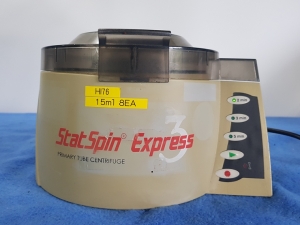 HI76
15ml 8EA
StatSpin® Express
3
PRIMARY TUBE CENTRIFUGE